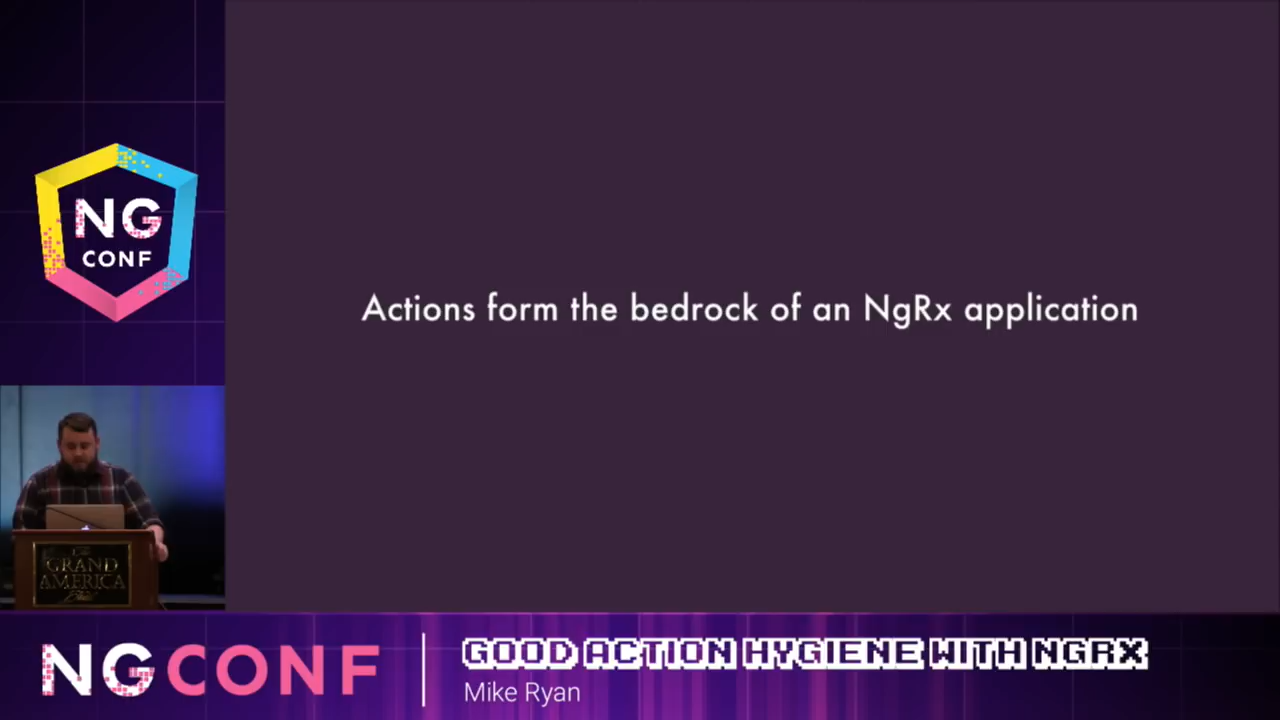 NG
CONF
Actions form the bedrock of an NgRx application
GRAND
AMERICA
NGCONF
GOOD ACTION HYGIENE WITH NGRX
Mike Ryan